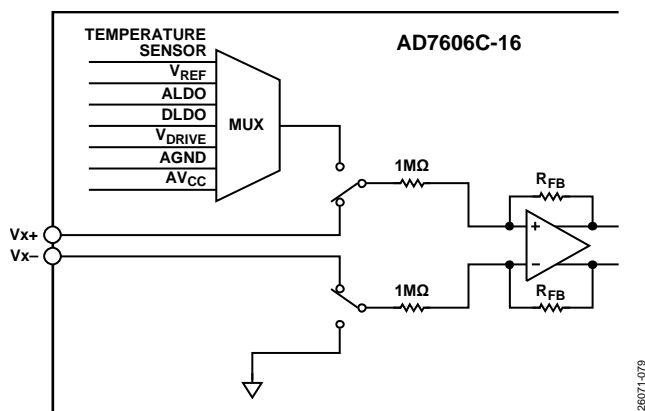 TEMPERATURE
SENSOR
AD7606C-16
VREF
ALDO
DLDO
MUX
VDRIVE
AGND
AVCC
1MΩ
RFB
Vx+
+
Vx−
−
1MΩ
RFB
26071-079